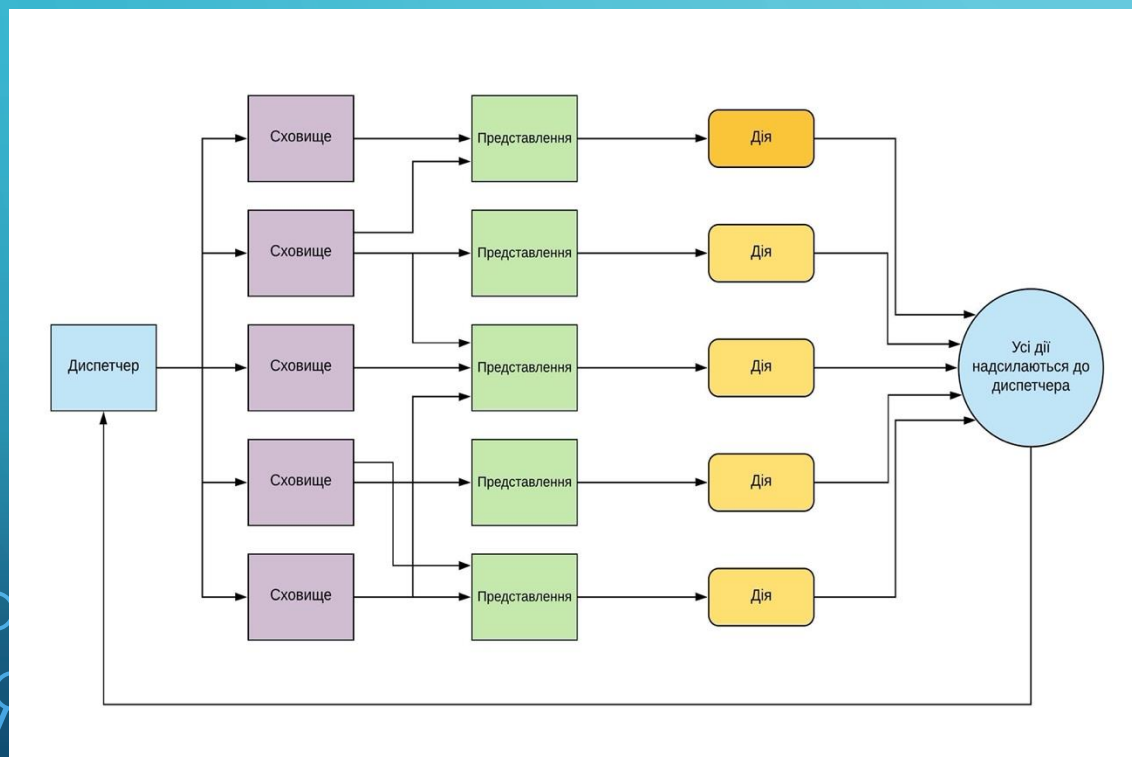 Сховище
Представлення
Дія
Сховище
Представлення
Дія
Диспетчер
Сховище
Представлення
Дія
Усі дії
надсилаються до
диспетчера
Сховище
Представлення
Дія
Сховище
Представлення
Дія